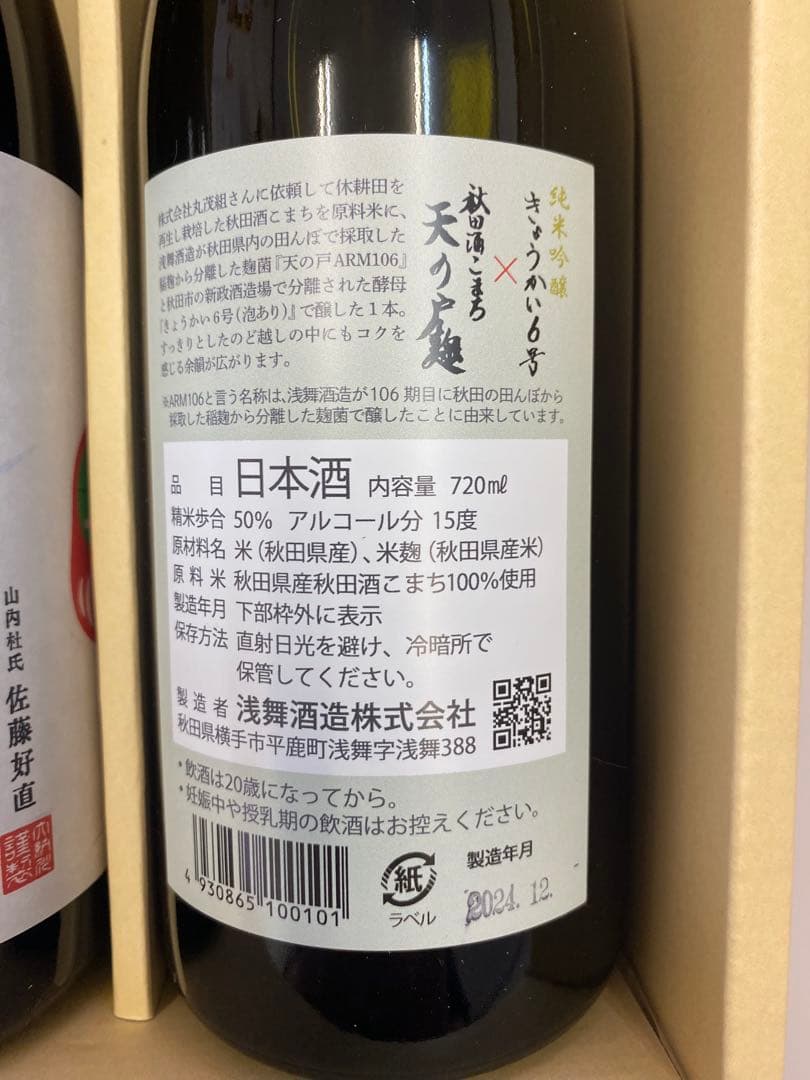 純米吟醸
きょうかい6号
×
秋田酒こまち
天の戸麹
株式会社丸茂組さんに依頼して休耕田を
再生し栽培した秋田酒こまちを原料米に、
浅舞酒造が秋田県内の田んぼで採取した
稲麹から分離した麹菌『天の戸ARM106』
と秋田市の新政酒造場で分離された酵母
『きょうかい6号（泡あり）』で醸した1本。
すっきりとしたのど越しの中にもコクを
感じる余韻が広がります。
※ARM106と言う名称は、浅舞酒造が106期目に秋田の田んぼから
採取した稲麹から分離した麹菌で醸したことに由来しています。
品目 日本酒 内容量 720ml
精米歩合 50% アルコール分 15度
原材料名 米（秋田県産）、米麹（秋田県産米）
原料米 秋田県産秋田酒こまち100%使用
製造年月 下部枠外に表示
保存方法 直射日光を避け、冷暗所で
保管してください。
製造者 浅舞酒造株式会社
秋田県横手市平鹿町浅舞字浅舞388
・飲酒は20歳になってから。
・妊娠中や授乳期の飲酒はお控えください。
4 930865 100101
紙
ラベル
製造年月
2024.12.
山内杜氏 佐藤好直
謹製